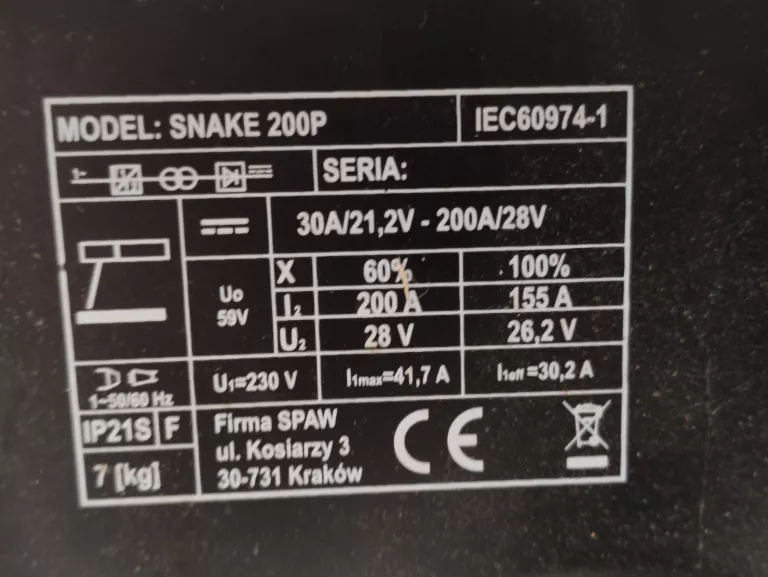 MODEL: SNAKE 200P IEC60974-1
1~ SERIA:
30A/21,2V - 200A/28V
X 60% 100%
U₀ 59V
I₂ 200 A 155 A
U₂ 28 V 26,2 V
1~50/60 Hz U₁=230 V I₁max=41,7 A I₁eff=30,2 A
IP21S F
7 [kg]
Firma SPAW
ul. Kosiarzy 3
30-731 Kraków
CE